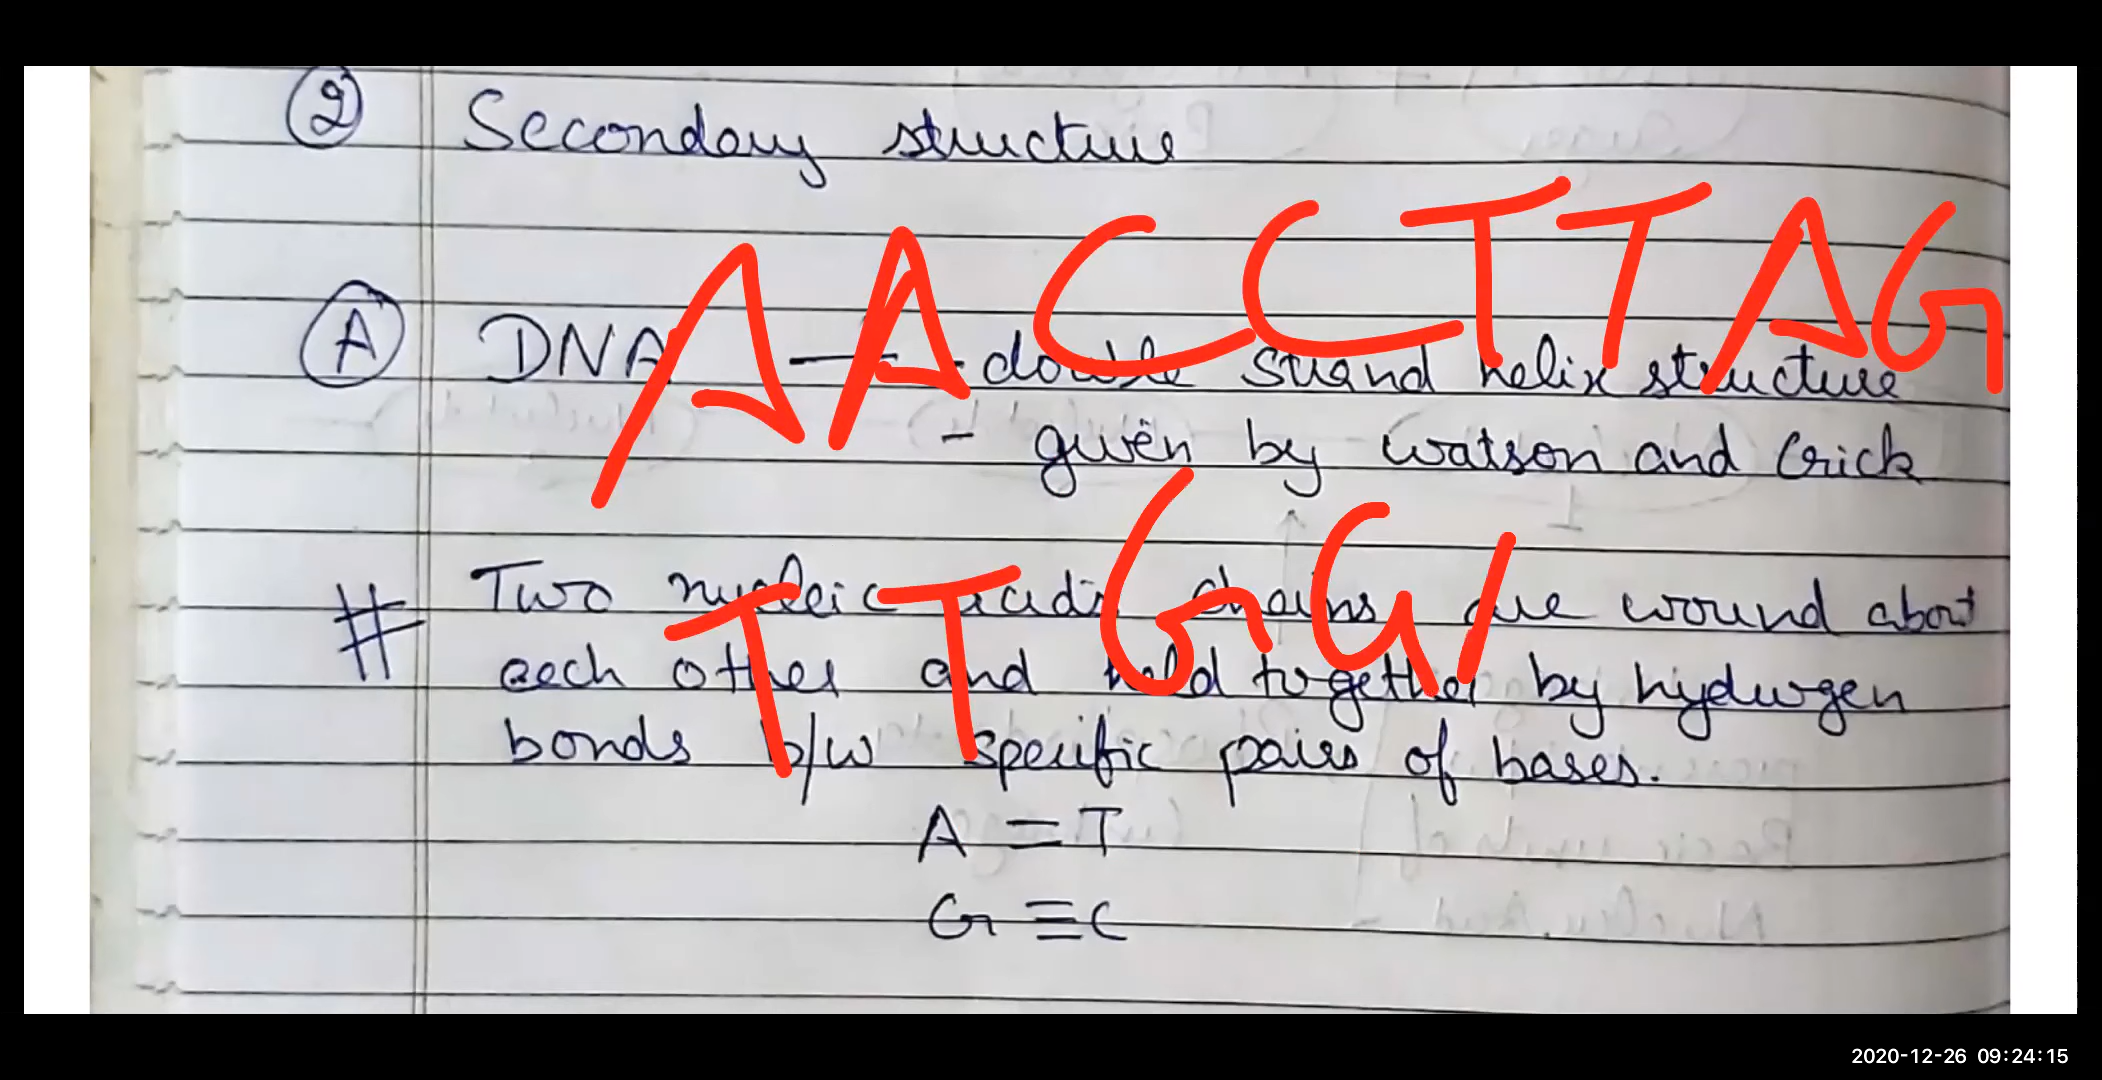 ② Secondary structure
AACCTTAG
Ⓐ DNA — - double strand helix structure
- given by watson and Crick
TTGG/
# Two nucleic acids chains are wound about
each other and held together by hydrogen
bonds b/w specific pairs of bases.
A = T
G ≡ C
2020-12-26 09:24:15